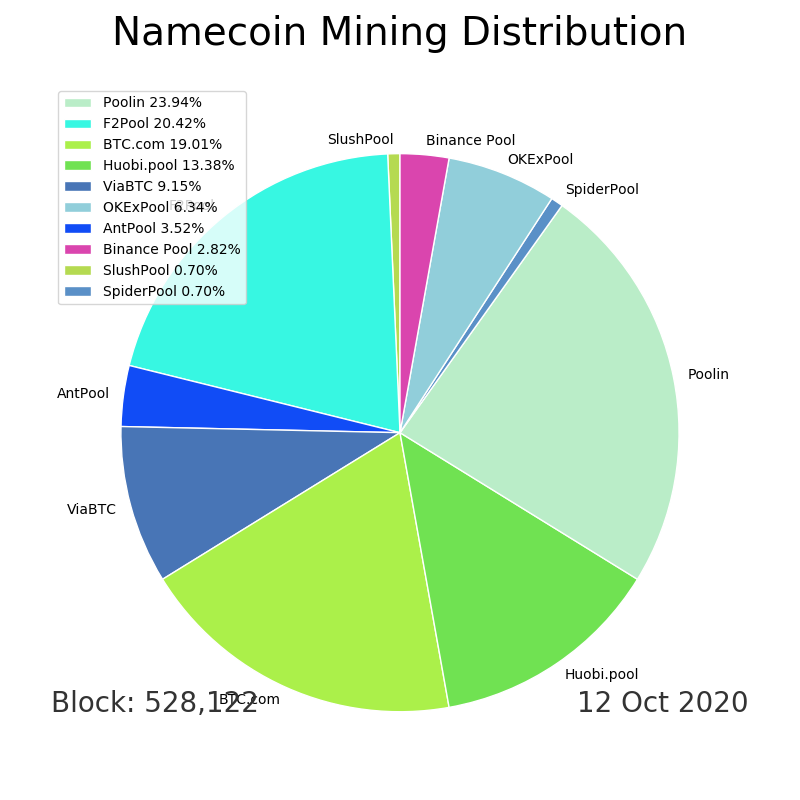 Namecoin Mining Distribution
Poolin 23.94%
F2Pool 20.42%
BTC.com 19.01%
Huobi.pool 13.38%
ViaBTC 9.15%
OKExPool 6.34%
AntPool 3.52%
Binance Pool 2.82%
SlushPool 0.70%
SpiderPool 0.70%
SlushPool
Binance Pool
OKExPool
SpiderPool
F2Pool
Poolin
AntPool
ViaBTC
Huobi.pool
BTC.com
Block: 528,122
12 Oct 2020